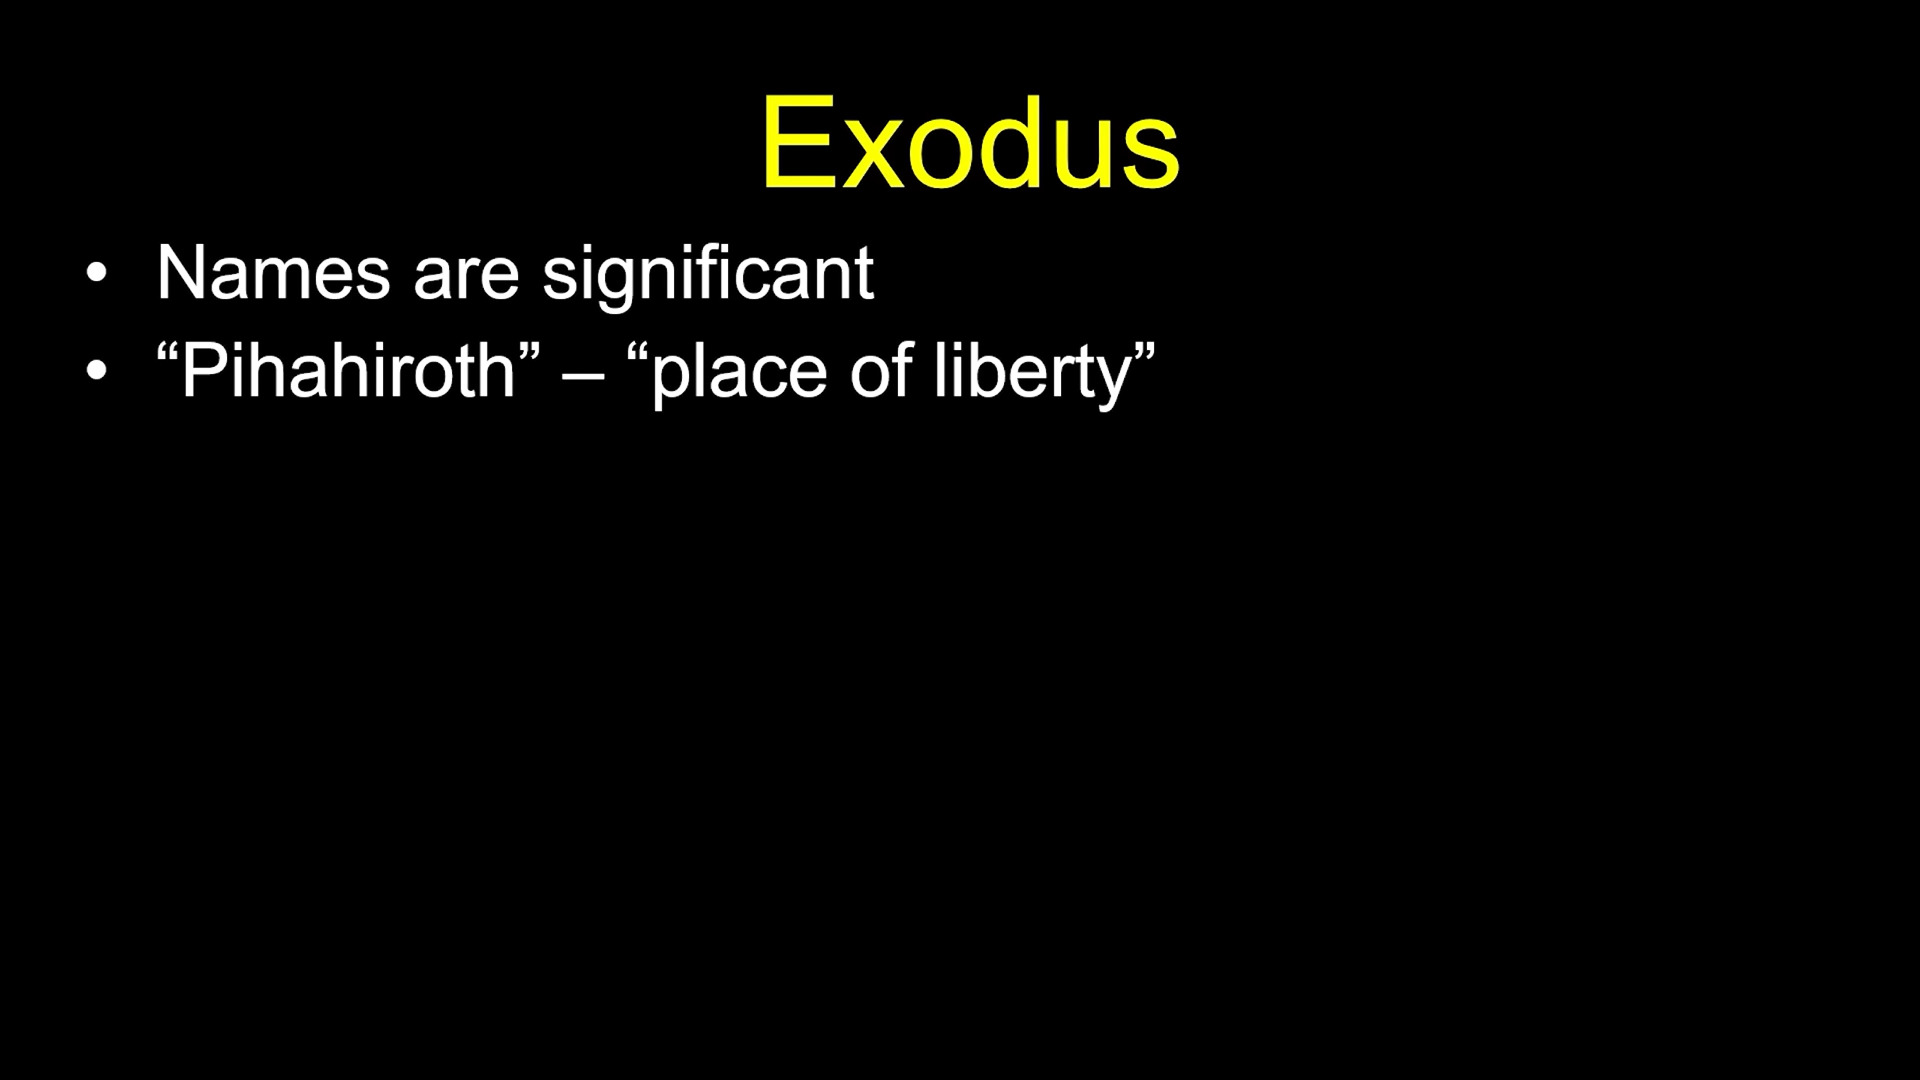 Exodus
• Names are significant
• “Pihahiroth” – “place of liberty”